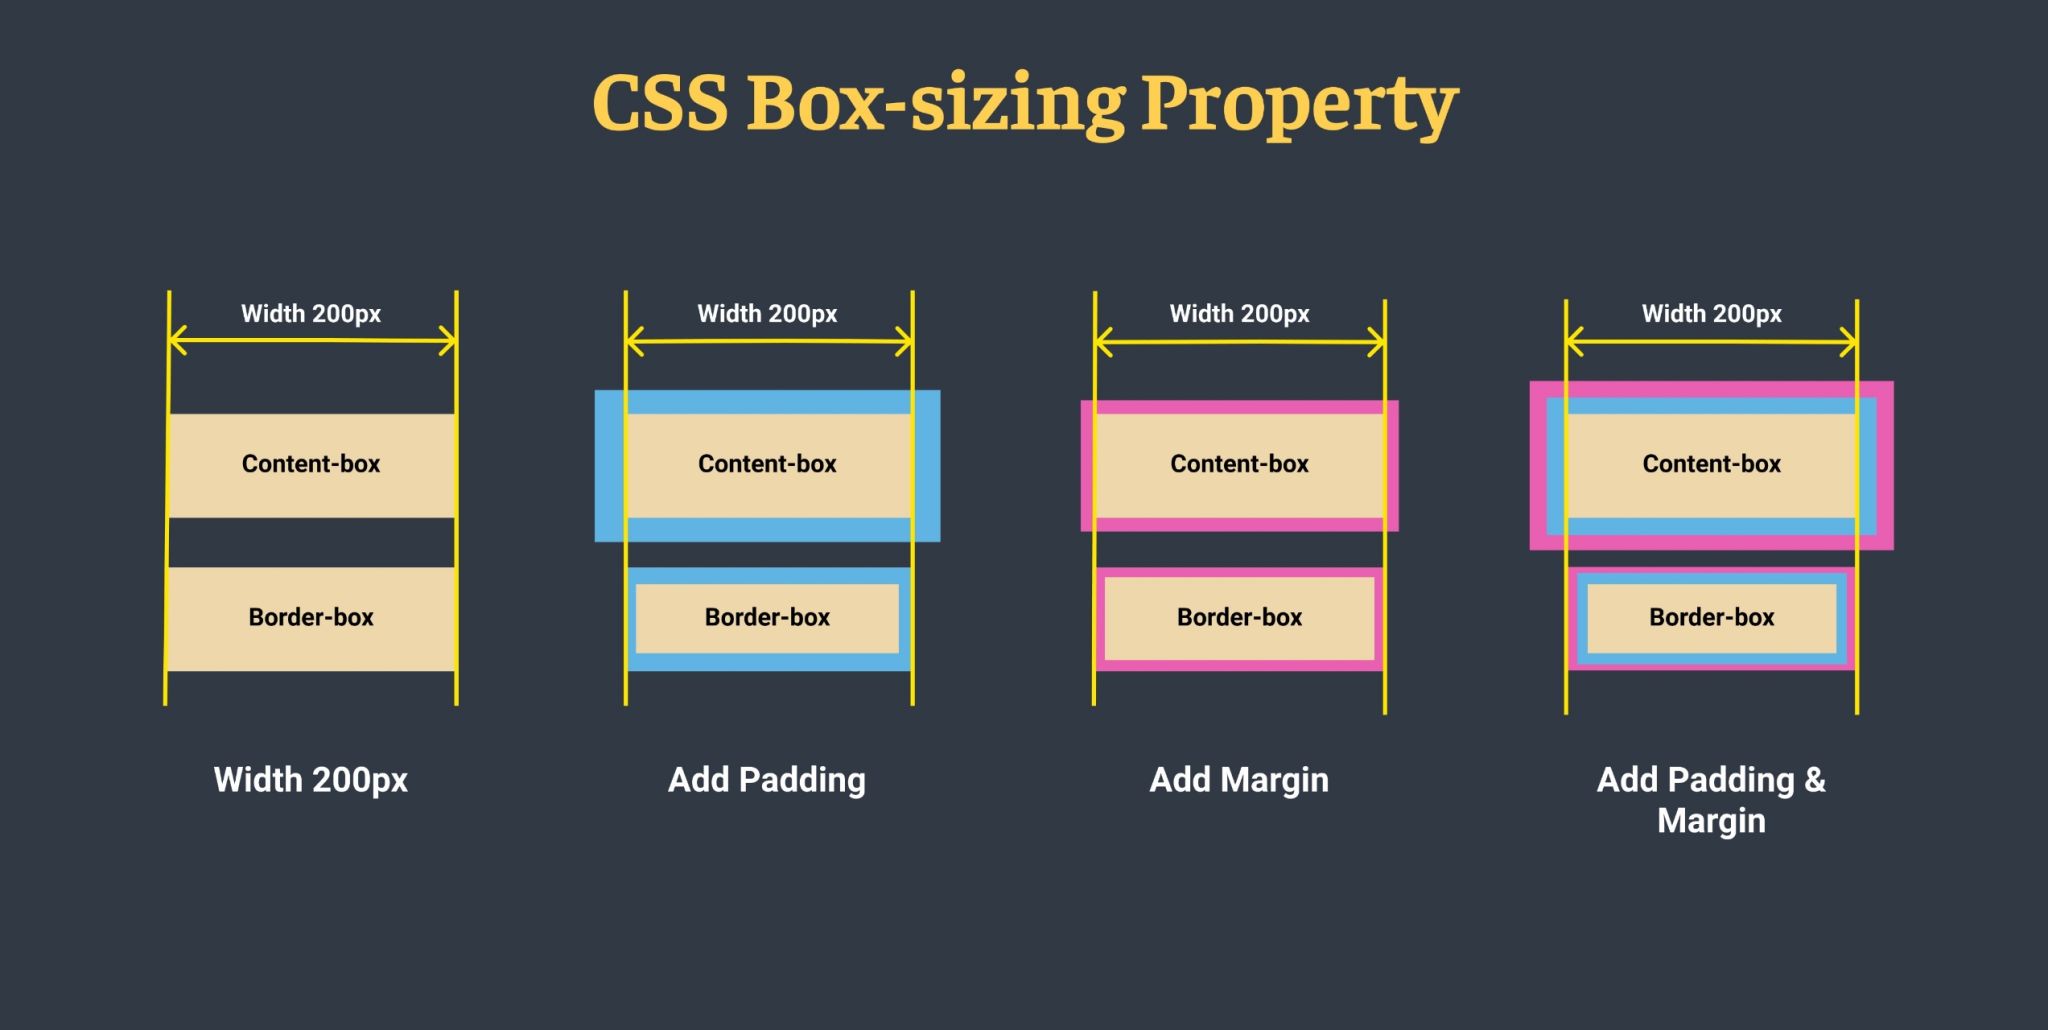 CSS Box-sizing Property
Width 200px
Content-box
Border-box
Width 200px
Width 200px
Content-box
Border-box
Add Padding
Width 200px
Content-box
Border-box
Add Margin
Width 200px
Content-box
Border-box
Add Padding &
Margin